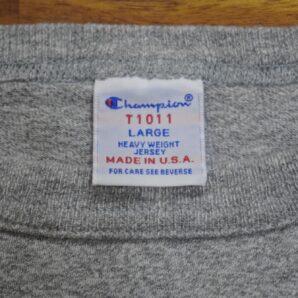 Champion
T1011
LARGE
HEAVY WEIGHT
JERSEY
MADE IN U.S.A.
FOR CARE SEE REVERSE